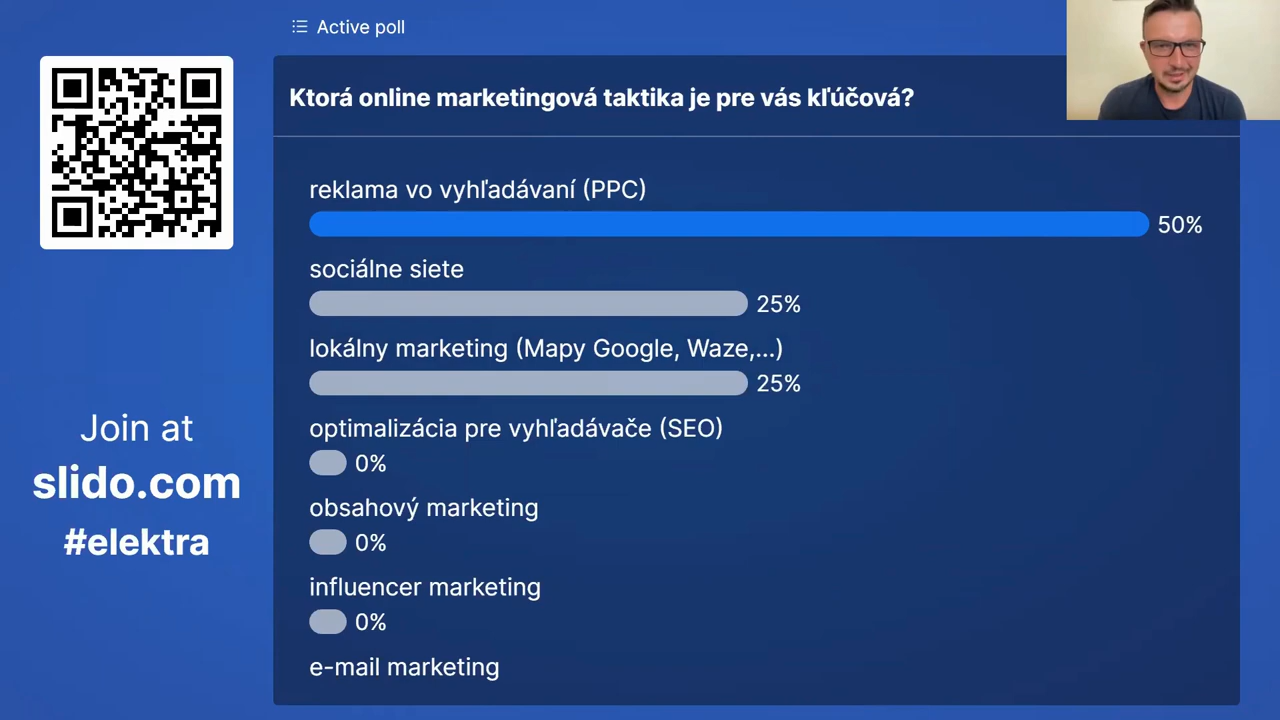 Active poll
Ktorá online marketingová taktika je pre vás kľúčová?
reklama vo vyhľadávaní (PPC)
50%
sociálne siete
25%
lokálny marketing (Mapy Google, Waze,...)
25%
optimalizácia pre vyhľadávače (SEO)
0%
obsahový marketing
0%
influencer marketing
0%
e-mail marketing
Join at
slido.com
#elektra